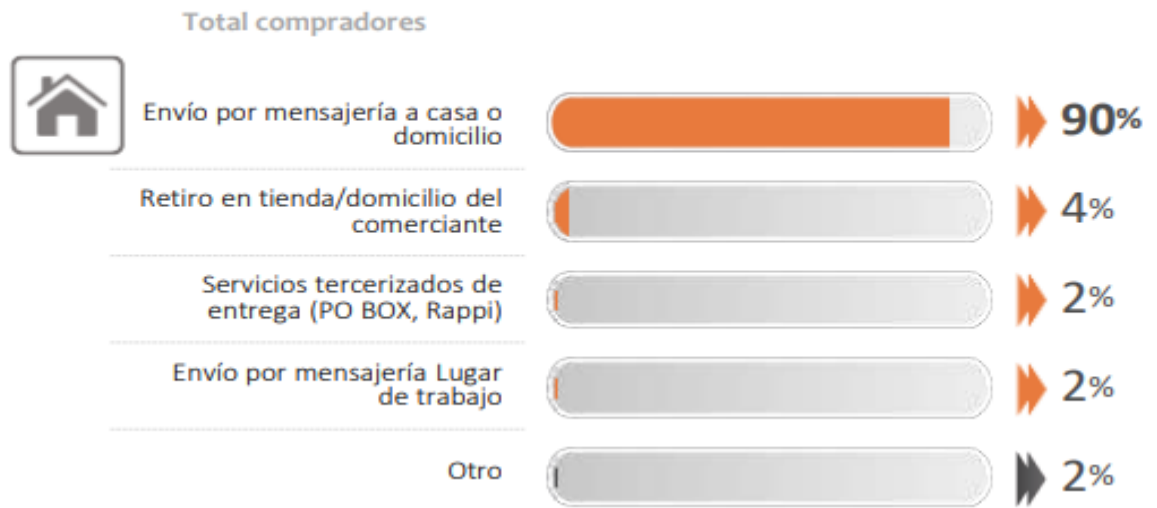 Total compradores
Envío por mensajería a casa o
domicilio
90%
Retiro en tienda/domicilio del
comerciante
4%
Servicios tercerizados de
entrega (PO BOX, Rappi)
2%
Envío por mensajería Lugar
de trabajo
2%
Otro
2%